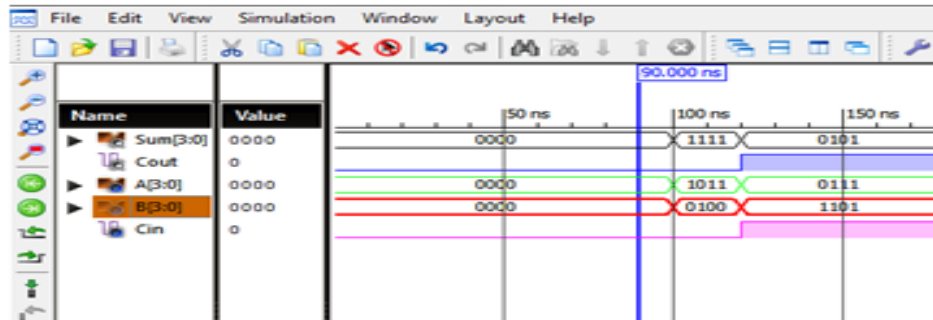 File Edit View Simulation Window Layout Help
90.000 ns
Name Value
50 ns 100 ns 150 ns
Sum[3:0] 0000 0000 1111 0101
Cout 0
A[3:0] 0000 0000 1011 0111
B[3:0] 0000 0000 0100 1101
Cin 0